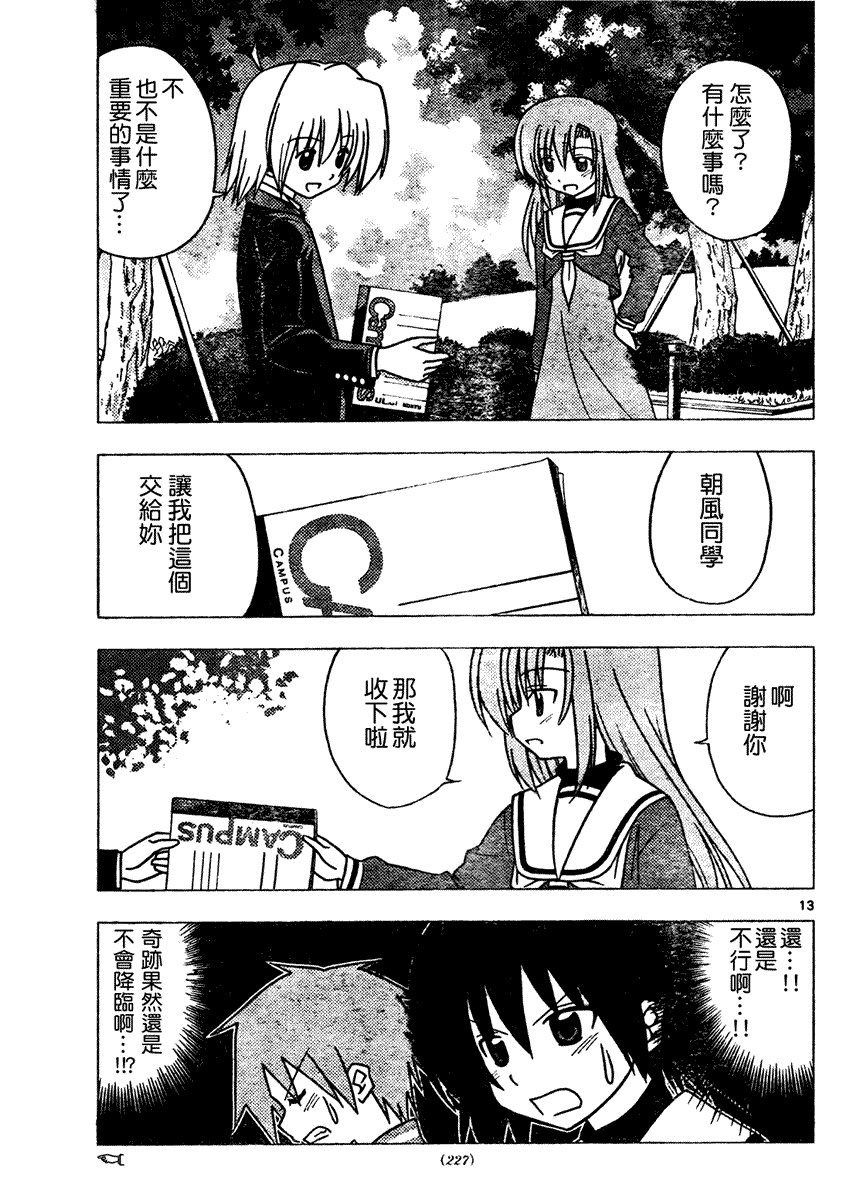 怎麼了？
有什麼事嗎？
不
也不是什麼
重要的事情了…
CAMPUS
朝風同學
CAMPUS
讓我把這個
交給妳
啊
謝謝你
那我就
收下啦
CAMPUS
13
還…!!
還是
不行啊…!!
奇跡果然還是
不會降臨啊…!!?
(227)